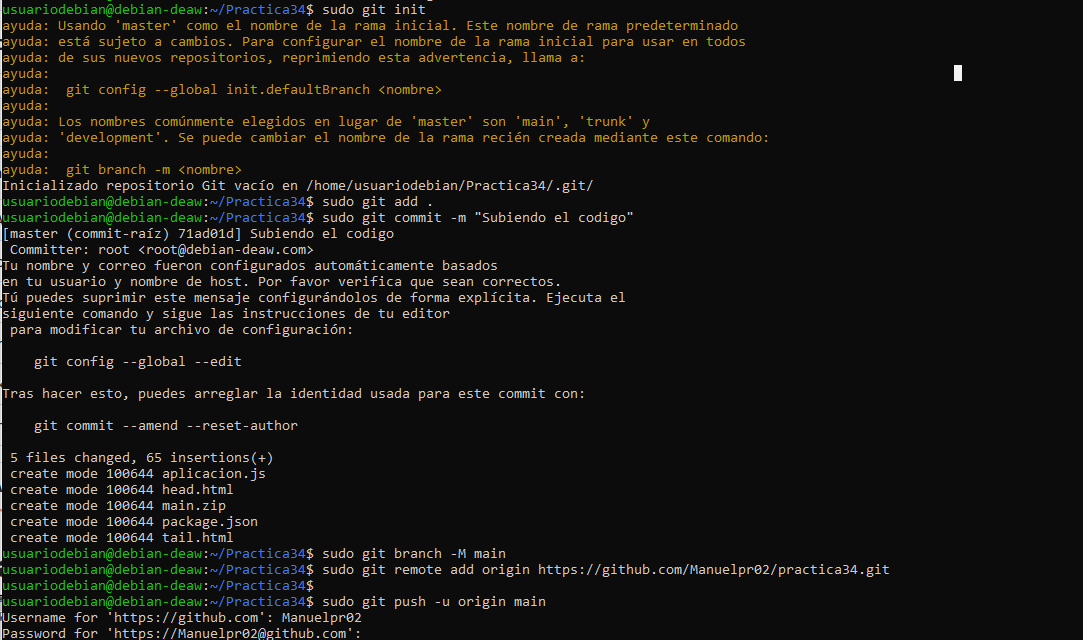 usuariodebian@debian-deaw:~/Practica34$ sudo git init
ayuda: Usando 'master' como el nombre de la rama inicial. Este nombre de rama predeterminado
ayuda: está sujeto a cambios. Para configurar el nombre de la rama inicial para usar en todos
ayuda: de sus nuevos repositorios, reprimiendo esta advertencia, llama a:
ayuda:
ayuda:  git config --global init.defaultBranch <nombre>
ayuda:
ayuda: Los nombres comúnmente elegidos en lugar de 'master' son 'main', 'trunk' y
ayuda: 'development'. Se puede cambiar el nombre de la rama recién creada mediante este comando:
ayuda:
ayuda:  git branch -m <nombre>
Inicializado repositorio Git vacío en /home/usuariodebian/Practica34/.git/
usuariodebian@debian-deaw:~/Practica34$ sudo git add .
usuariodebian@debian-deaw:~/Practica34$ sudo git commit -m "Subiendo el codigo"
[master (commit-raíz) 71ad01d] Subiendo el codigo
 Committer: root <root@debian-deaw.com>
Tu nombre y correo fueron configurados automáticamente basados
en tu usuario y nombre de host. Por favor verifica que sean correctos.
Tú puedes suprimir este mensaje configurándolos de forma explícita. Ejecuta el
siguiente comando y sigue las instrucciones de tu editor
 para modificar tu archivo de configuración:
    git config --global --edit
Tras hacer esto, puedes arreglar la identidad usada para este commit con:
    git commit --amend --reset-author
 5 files changed, 65 insertions(+)
 create mode 100644 aplicacion.js
 create mode 100644 head.html
 create mode 100644 main.zip
 create mode 100644 package.json
 create mode 100644 tail.html
usuariodebian@debian-deaw:~/Practica34$ sudo git branch -M main
usuariodebian@debian-deaw:~/Practica34$ sudo git remote add origin https://github.com/Manuelpr02/practica34.git
usuariodebian@debian-deaw:~/Practica34$
usuariodebian@debian-deaw:~/Practica34$ sudo git push -u origin main
Username for 'https://github.com': Manuelpr02
Password for 'https://Manuelpr02@github.com':